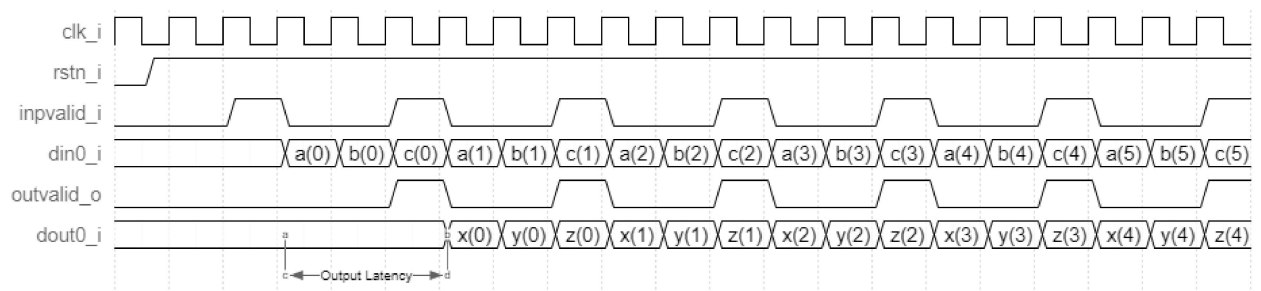 clk_i
rstn_i
inpvalid_i
din0_i a(0) b(0) c(0) a(1) b(1) c(1) a(2) b(2) c(2) a(3) b(3) c(3) a(4) b(4) c(4) a(5) b(5) c(5)
outvalid_o
dout0_i a b x(0) y(0) z(0) x(1) y(1) z(1) x(2) y(2) z(2) x(3) y(3) z(3) x(4) y(4) z(4)
c Output Latency d